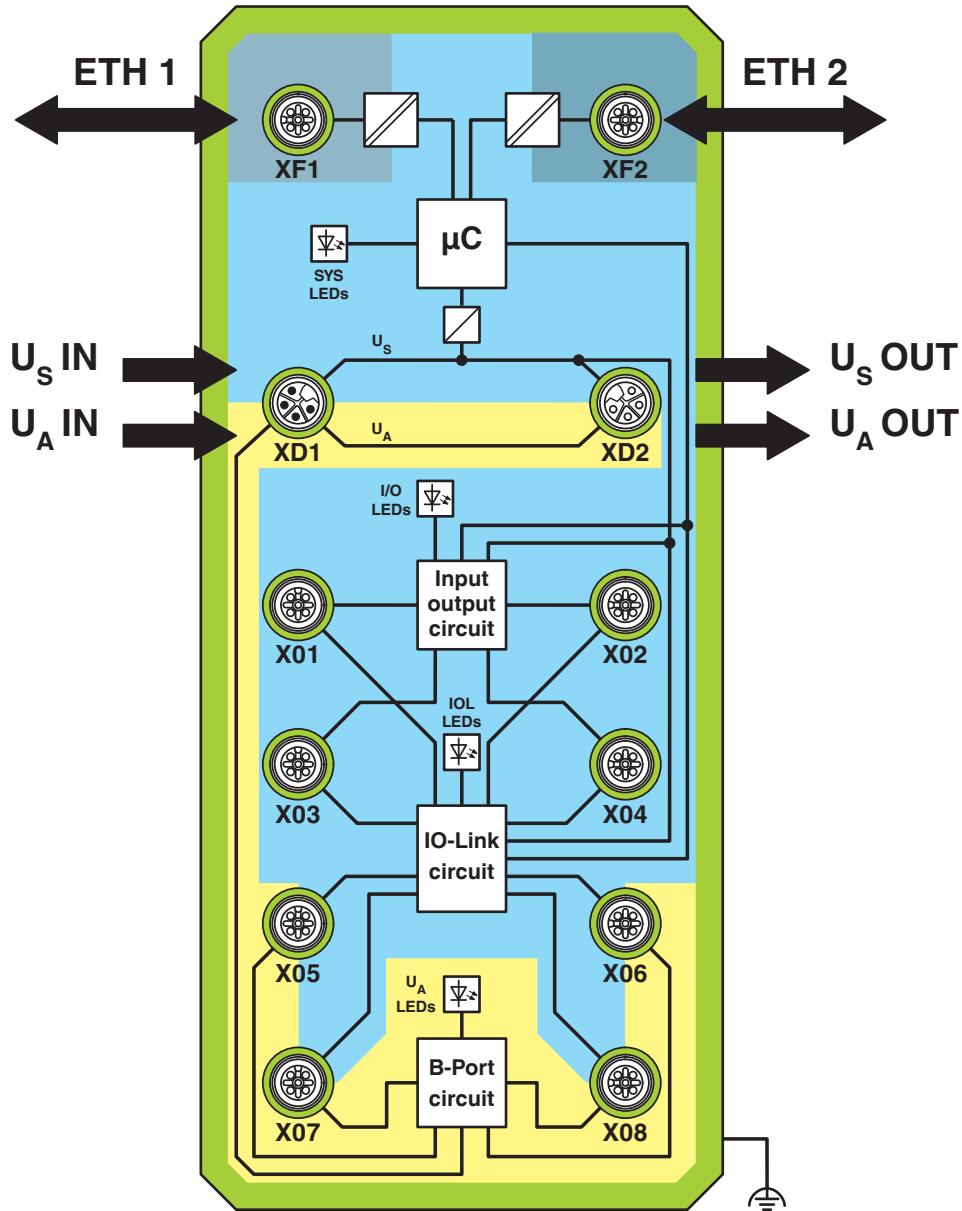 ETH 1
ETH 2
XF1
XF2
µC
SYS
LEDs
US IN
US
US OUT
UA IN
UA
UA OUT
XD1
XD2
I/O
LEDs
Input
output
circuit
X01
X02
IOL
LEDs
X03
X04
IO-Link
circuit
X05
X06
UA
LEDs
B-Port
circuit
X07
X08